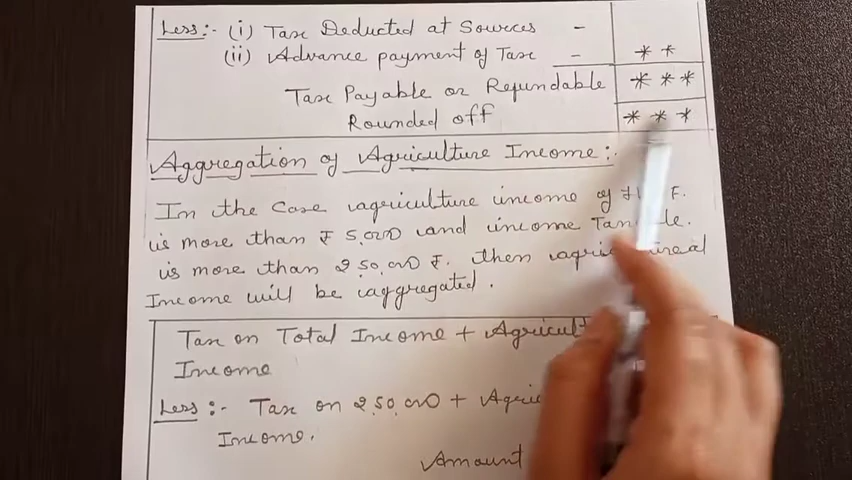 Less:- (i) Tax Deducted at Sources -
(ii) Advance payment of Tax - * *
Tax Payable or Refundable * * *
Rounded off * * *
Aggregation of Agriculture Income:-
In the Case agriculture income of F.
is more than ₹ 5,000 and income
is more than 2,50,000 ₹. then
Income will be aggregated.
Tax on Total Income +
Income
Less:- Tax on 2,50,000 +
Income.
Amount